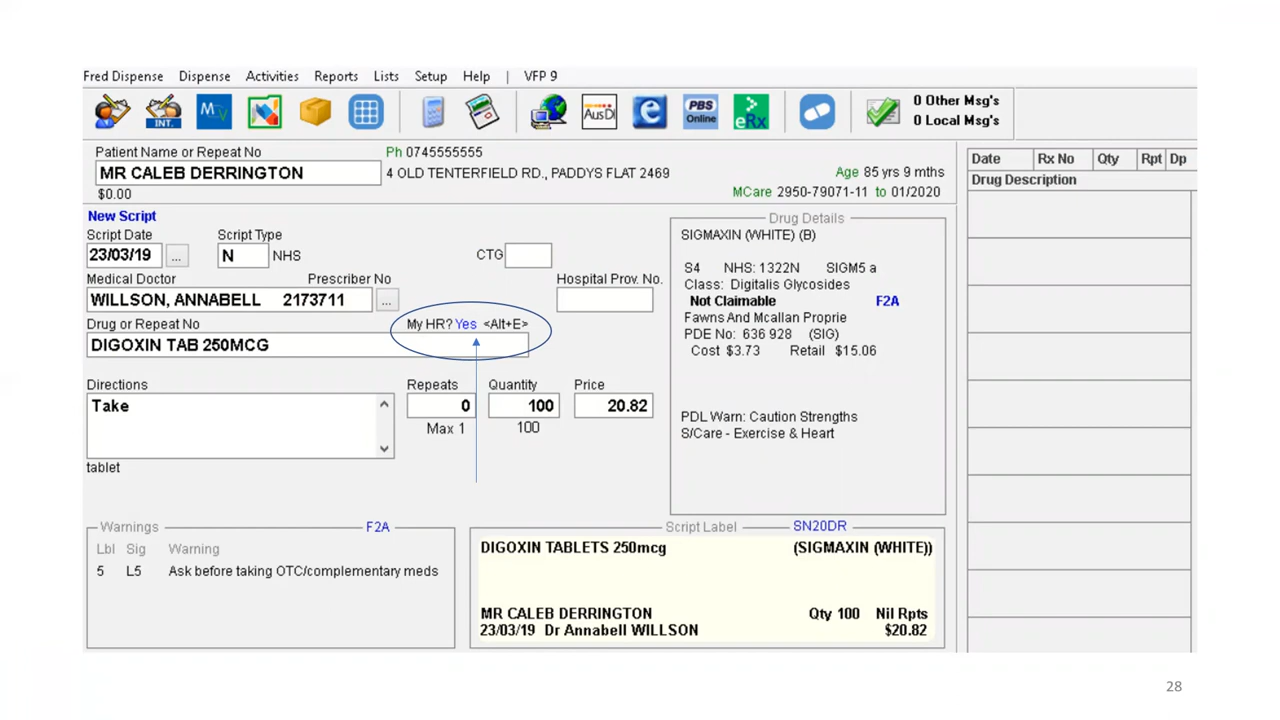 Fred Dispense Dispense Activities Reports Lists Setup Help | VFP 9
INT. MV AusDI PBS Online eRx
0 Other Msg's
0 Local Msg's
Patient Name or Repeat No Ph 0745555555
MR CALEB DERRINGTON 4 OLD TENTERFIELD RD., PADDYS FLAT 2469 Age 85 yrs 9 mths
$0.00 MCare 2950-79071-11 to 01/2020
New Script
Script Date Script Type
23/03/19 ... N NHS CTG
Medical Doctor Prescriber No Hospital Prov. No.
WILLSON, ANNABELL 2173711 ...
Drug or Repeat No My HR? Yes <Alt+E>
DIGOXIN TAB 250MCG
Directions Repeats Quantity Price
Take 0 100 20.82
Max 1 100
tablet
Drug Details
SIGMAXIN (WHITE) (B)
S4 NHS: 1322N SIGM5 a
Class: Digitalis Glycosides
Not Claimable F2A
Fawns And Mcallan Proprie
PDE No: 636 928 (SIG)
Cost $3.73 Retail $15.06
PDL Warn: Caution Strengths
S/Care - Exercise & Heart
Warnings F2A
Lbl Sig Warning
5 L5 Ask before taking OTC/complementary meds
Script Label SN20DR
DIGOXIN TABLETS 250mcg (SIGMAXIN (WHITE))
MR CALEB DERRINGTON Qty 100 Nil Rpts
23/03/19 Dr Annabell WILLSON $20.82
Date Rx No Qty Rpt Dp
Drug Description
28